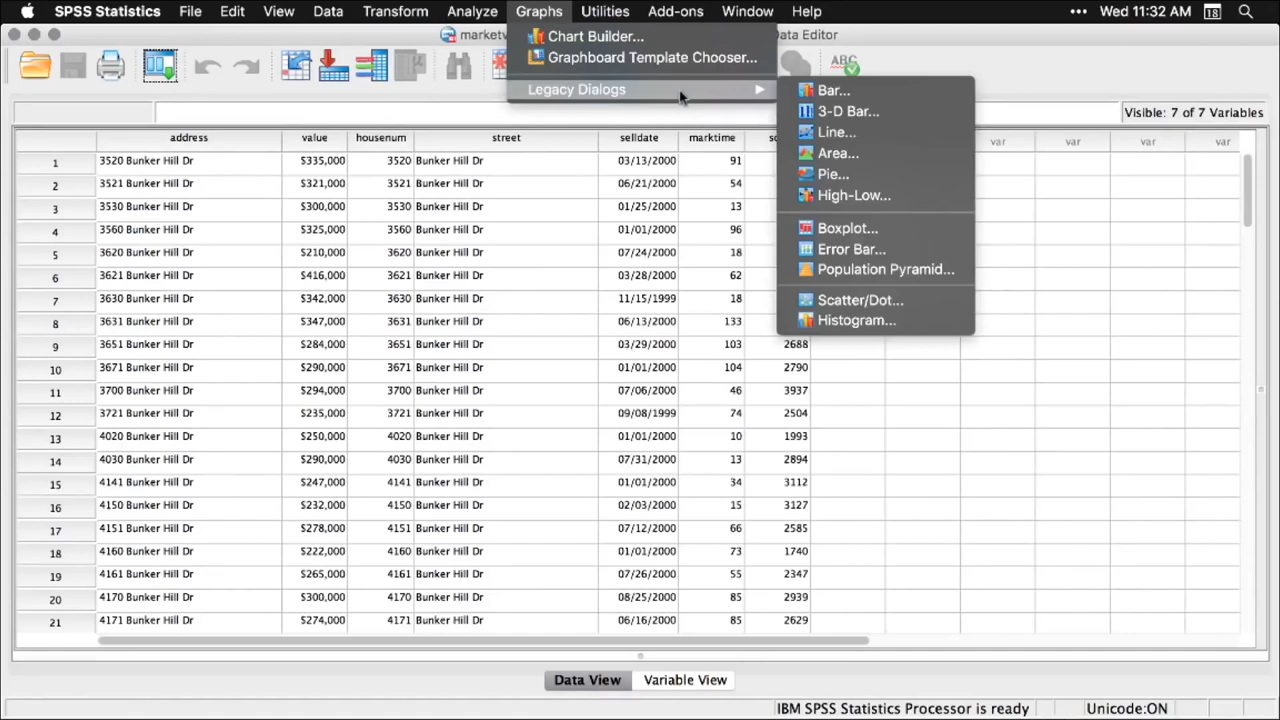 SPSS Statistics File Edit View Data Transform Analyze Graphs Utilities Add-ons Window Help ••• Wed 11:32 AM 18
Data Editor
Chart Builder...
Graphboard Template Chooser...
Legacy Dialogs
ABC
Bar...
3-D Bar...
Line...
Area...
Pie...
High-Low...
Boxplot...
Error Bar...
Population Pyramid...
Scatter/Dot...
Histogram...
Visible: 7 of 7 Variables
address value housenum street selldate marktime var var var var
1 3520 Bunker Hill Dr $335,000 3520 Bunker Hill Dr 03/13/2000 91
2 3521 Bunker Hill Dr $321,000 3521 Bunker Hill Dr 06/21/2000 54
3 3530 Bunker Hill Dr $300,000 3530 Bunker Hill Dr 01/25/2000 13
4 3560 Bunker Hill Dr $325,000 3560 Bunker Hill Dr 01/01/2000 96
5 3620 Bunker Hill Dr $210,000 3620 Bunker Hill Dr 07/24/2000 18
6 3621 Bunker Hill Dr $416,000 3621 Bunker Hill Dr 03/28/2000 62
7 3630 Bunker Hill Dr $342,000 3630 Bunker Hill Dr 11/15/1999 18
8 3631 Bunker Hill Dr $347,000 3631 Bunker Hill Dr 06/13/2000 133
9 3651 Bunker Hill Dr $284,000 3651 Bunker Hill Dr 03/29/2000 103 2688
10 3671 Bunker Hill Dr $290,000 3671 Bunker Hill Dr 01/01/2000 104 2790
11 3700 Bunker Hill Dr $294,000 3700 Bunker Hill Dr 07/06/2000 46 3937
12 3721 Bunker Hill Dr $235,000 3721 Bunker Hill Dr 09/08/1999 74 2504
13 4020 Bunker Hill Dr $250,000 4020 Bunker Hill Dr 01/01/2000 10 1993
14 4030 Bunker Hill Dr $290,000 4030 Bunker Hill Dr 07/31/2000 13 2894
15 4141 Bunker Hill Dr $247,000 4141 Bunker Hill Dr 01/01/2000 34 3112
16 4150 Bunker Hill Dr $232,000 4150 Bunker Hill Dr 02/03/2000 15 3127
17 4151 Bunker Hill Dr $278,000 4151 Bunker Hill Dr 07/12/2000 66 2585
18 4160 Bunker Hill Dr $222,000 4160 Bunker Hill Dr 01/01/2000 73 1740
19 4161 Bunker Hill Dr $265,000 4161 Bunker Hill Dr 07/26/2000 55 2347
20 4170 Bunker Hill Dr $300,000 4170 Bunker Hill Dr 08/25/2000 85 2939
21 4171 Bunker Hill Dr $274,000 4171 Bunker Hill Dr 06/16/2000 85 2629
Data View Variable View
IBM SPSS Statistics Processor is ready Unicode:ON